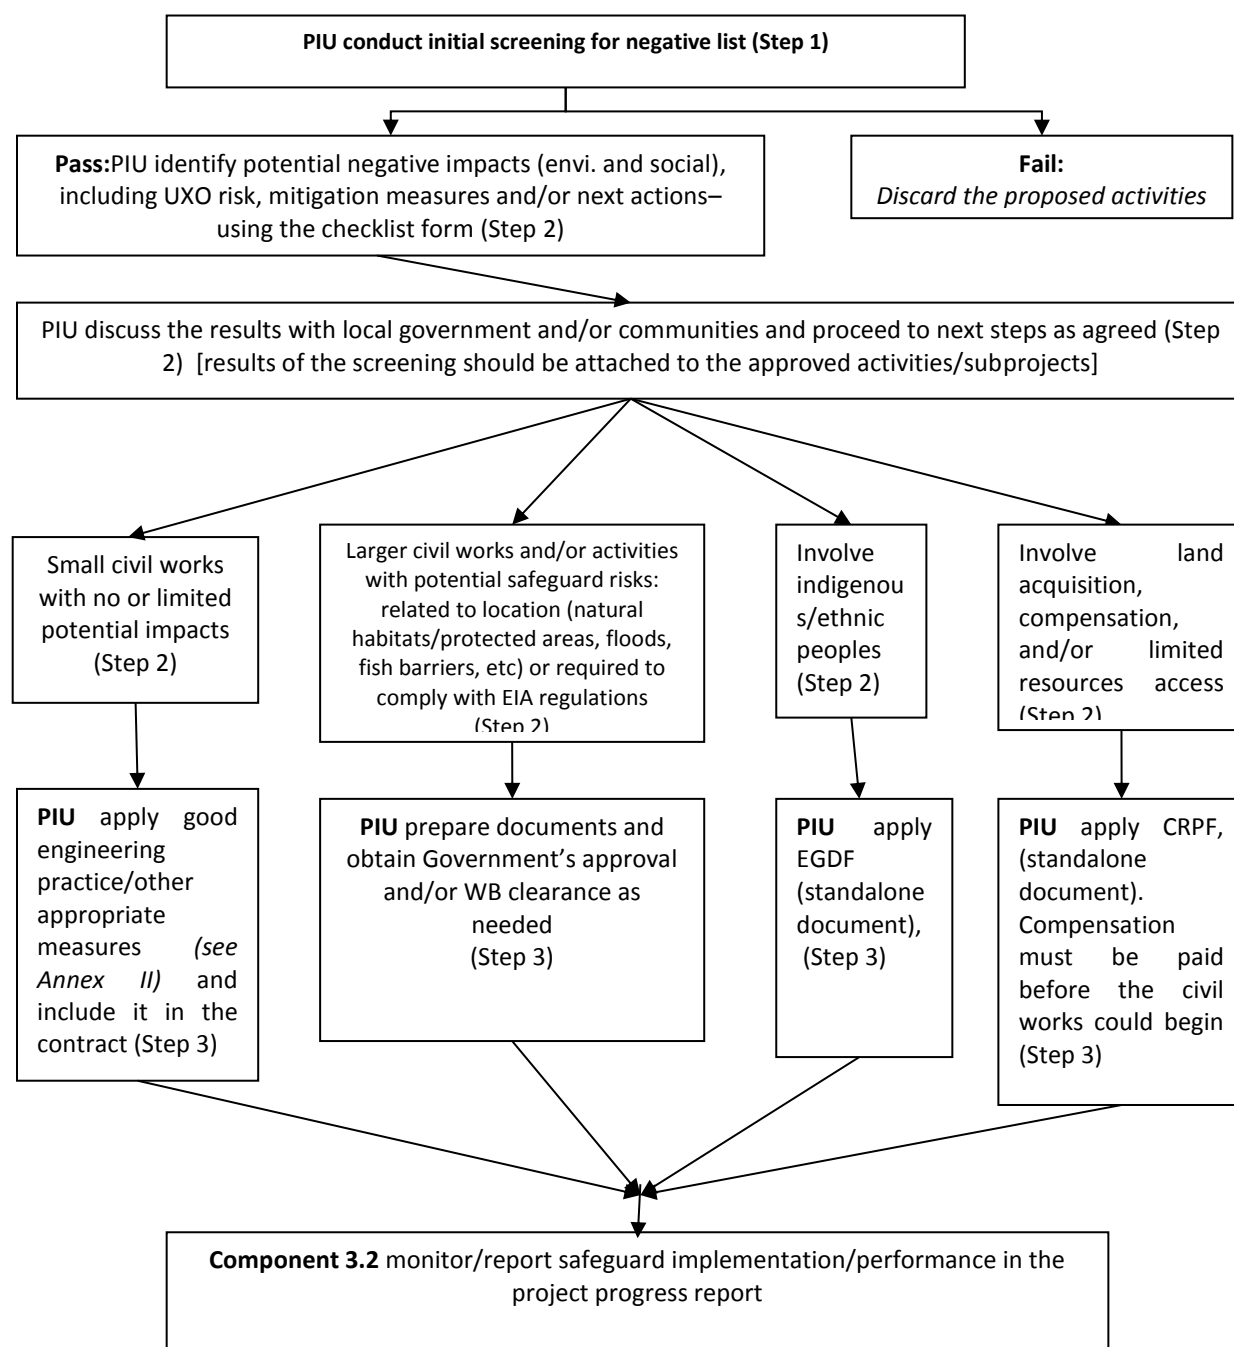 PIU conduct initial screening for negative list (Step 1)
Pass:PIU identify potential negative impacts (envi. and social),
including UXO risk, mitigation measures and/or next actions–
using the checklist form (Step 2)
Fail:
Discard the proposed activities
PIU discuss the results with local government and/or communities and proceed to next steps as agreed (Step
2) [results of the screening should be attached to the approved activities/subprojects]
Small civil works
with no or limited
potential impacts
(Step 2)
Larger civil works and/or activities
with potential safeguard risks:
related to location (natural
habitats/protected areas, floods,
fish barriers, etc) or required to
comply with EIA regulations
(Step 2)
Involve
indigenou
s/ethnic
peoples
(Step 2)
Involve land
acquisition,
compensation,
and/or limited
resources access
(Step 2)
PIU apply good
engineering
practice/other
appropriate
measures (see
Annex II) and
include it in the
contract (Step 3)
PIU prepare documents and
obtain Government’s approval
and/or WB clearance as
needed
(Step 3)
PIU apply
EGDF
(standalone
document),
(Step 3)
PIU apply CRPF,
(standalone
document).
Compensation
must be paid
before the civil
works could begin
(Step 3)
Component 3.2 monitor/report safeguard implementation/performance in the
project progress report